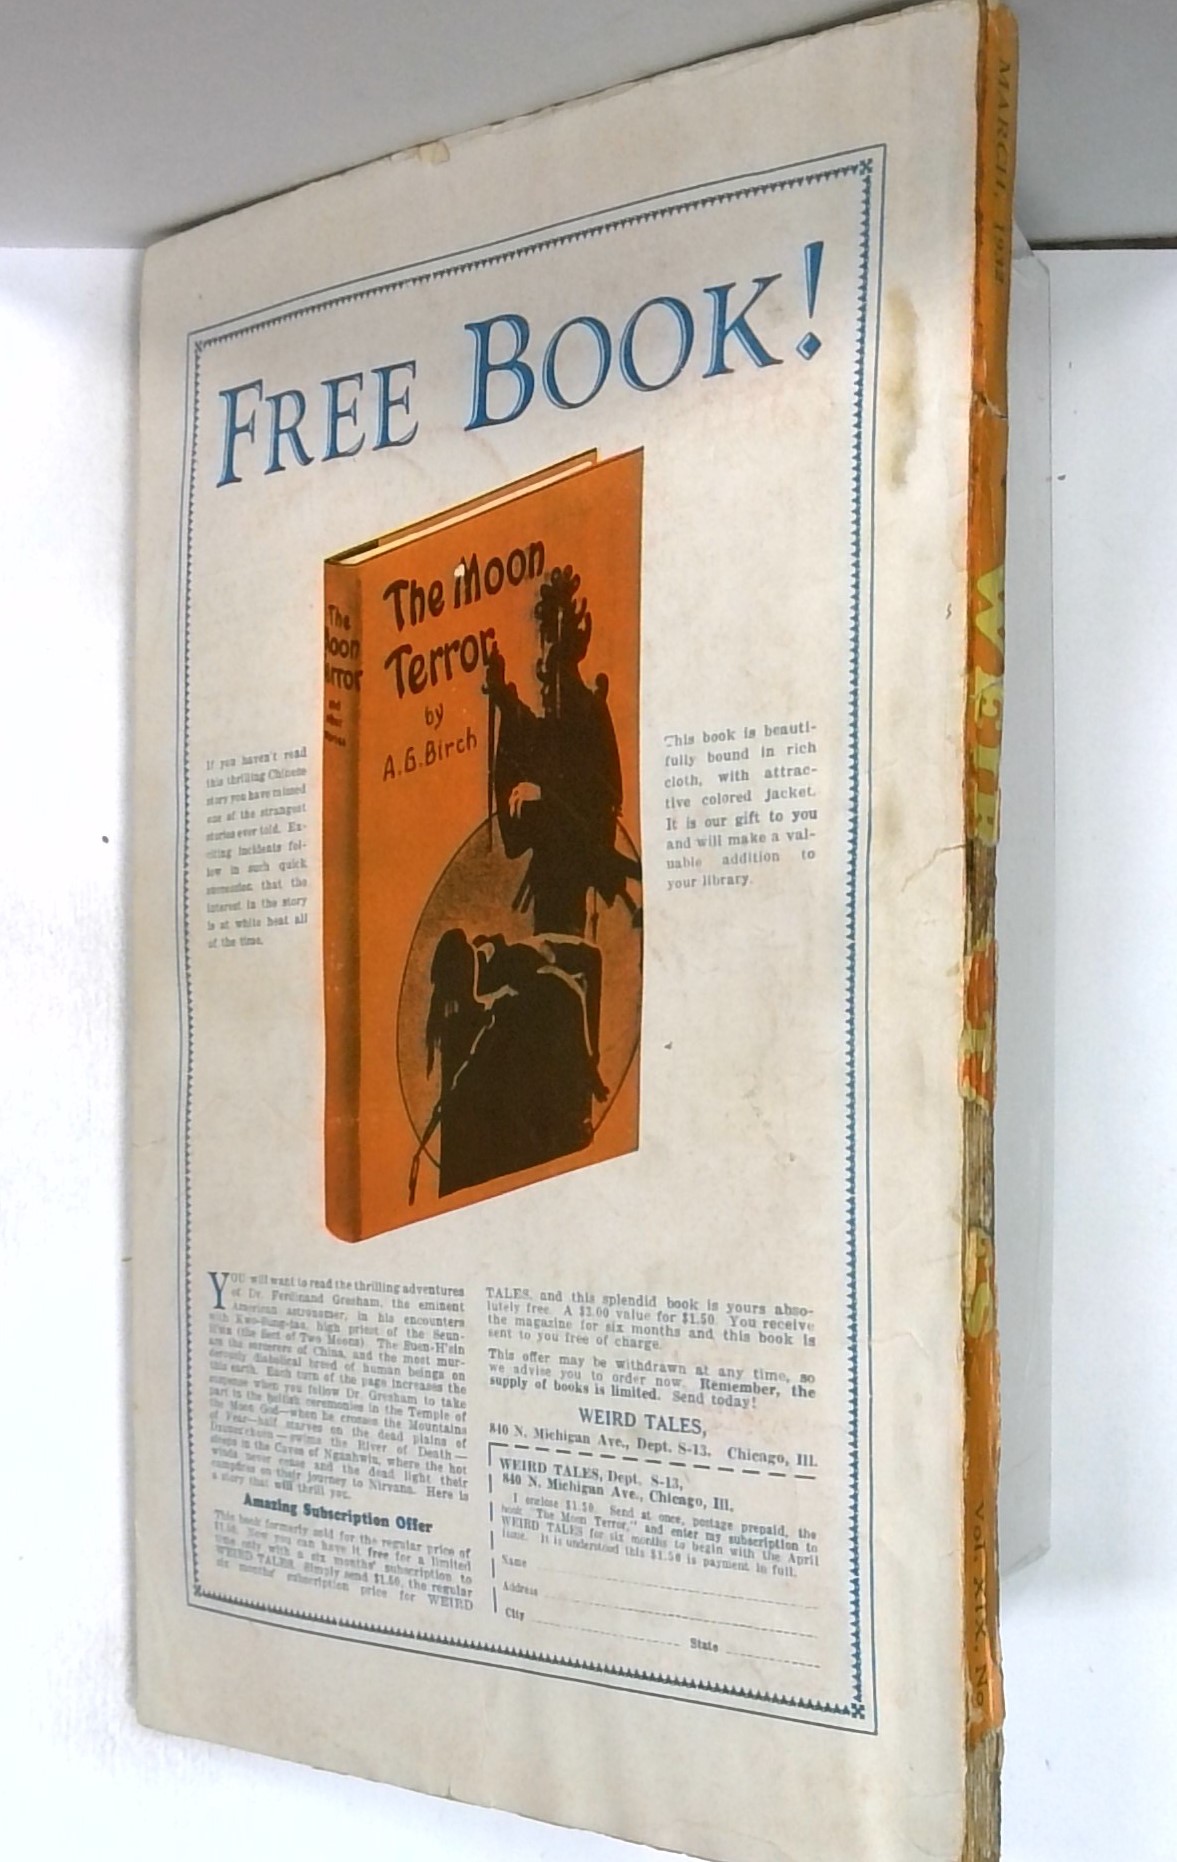 FREE BOOK!
The Moon
Terror
by
A.G.Birch
The
Moon
Terror
and
other
stories
If you haven't read
this thrilling Chinese
story you have missed
one of the strangest
stories ever told. Ex-
citing incidents fol-
low in such quick
succession that the
interest in the story
is at white heat all
of the time.
This book is beauti-
fully bound in rich
cloth, with attrac-
tive colored jacket.
It is our gift to you
and will make a val-
uable addition to
your library.
YOU will want to read the thrilling adventures
of Dr. Ferdinand Gresham, the eminent
American astronomer, in his encounters
with Kwo-Sung-tao, high priest of the Seuen-
H'sin (the Sect of Two Moons). The Seuen-H'sin
are the sorcerers of China, and the most mur-
derously diabolical breed of human beings on
this earth. Each turn of the page increases the
suspense when you follow Dr. Gresham to take
part in the hellish ceremonies in the Temple of
the Moon God—when he crosses the Mountains
of Fear—half starves on the dead plains of
—swims the River of Death—
sleeps in the Caves of Nganhwiu, where the hot
winds never cease and the dead light their
campfires on their journey to Nirvana. Here is
a story that will thrill you.
Amazing Subscription Offer
This book formerly sold for the regular price of
$1.50. Now you can have it free for a limited
time only with a six months' subscription to
WEIRD TALES. Simply send $1.50, the regular
six months' subscription price for WEIRD
TALES, and this splendid book is yours abso-
lutely free. A $3.00 value for $1.50. You receive
the magazine for six months and this book is
sent to you free of charge.
This offer may be withdrawn at any time, so
we advise you to order now. Remember, the
supply of books is limited. Send today!
WEIRD TALES,
840 N. Michigan Ave., Dept. S-13, Chicago, Ill.
WEIRD TALES, Dept. S-13,
840 N. Michigan Ave., Chicago, Ill.
I enclose $1.50. Send at once, postage prepaid, the
book "The Moon Terror," and enter my subscription to
WEIRD TALES for six months to begin with the April
issue. It is understood this $1.50 is payment in full.
Name
Address
City State
MARCH, 1932
WEIRD
Vol. XIX. No.